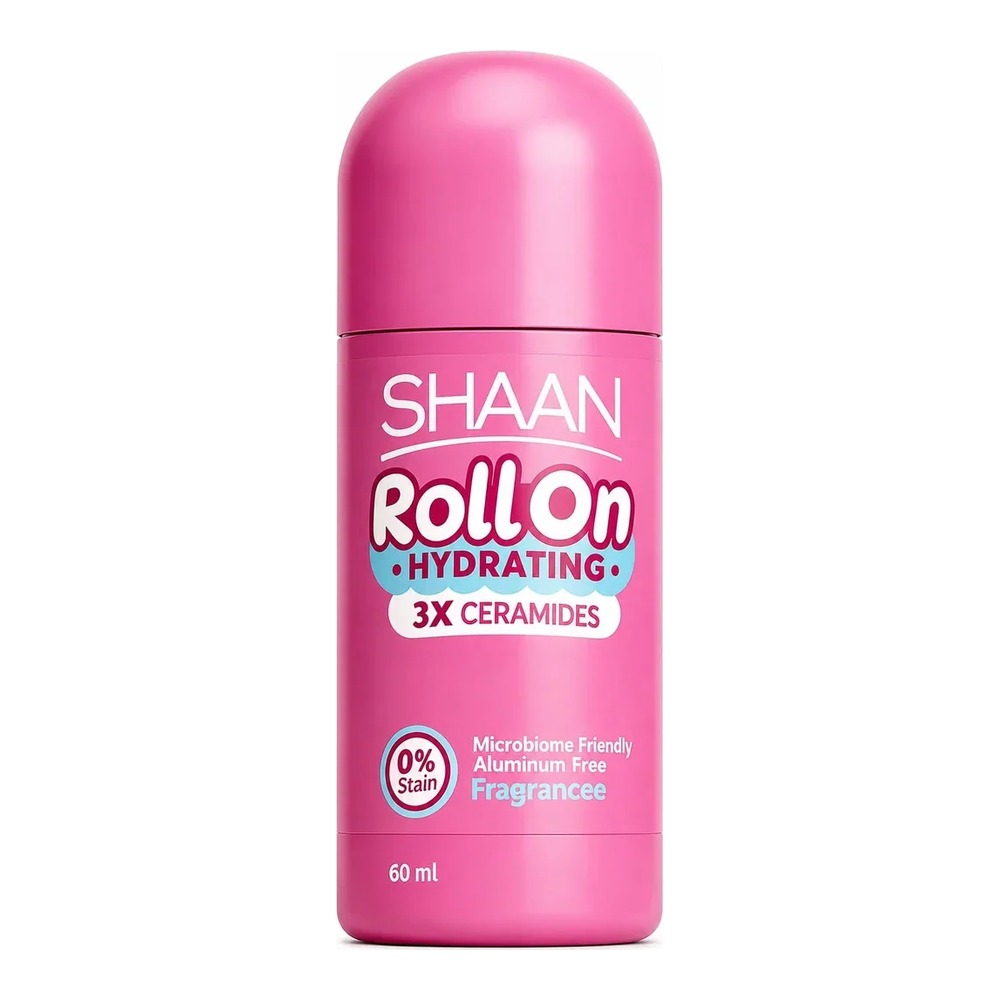 SHAAN
Roll On
• HYDRATING •
3X CERAMIDES
0%
Stain
Microbiome Friendly
Aluminum Free
Fragrancee
60 ml